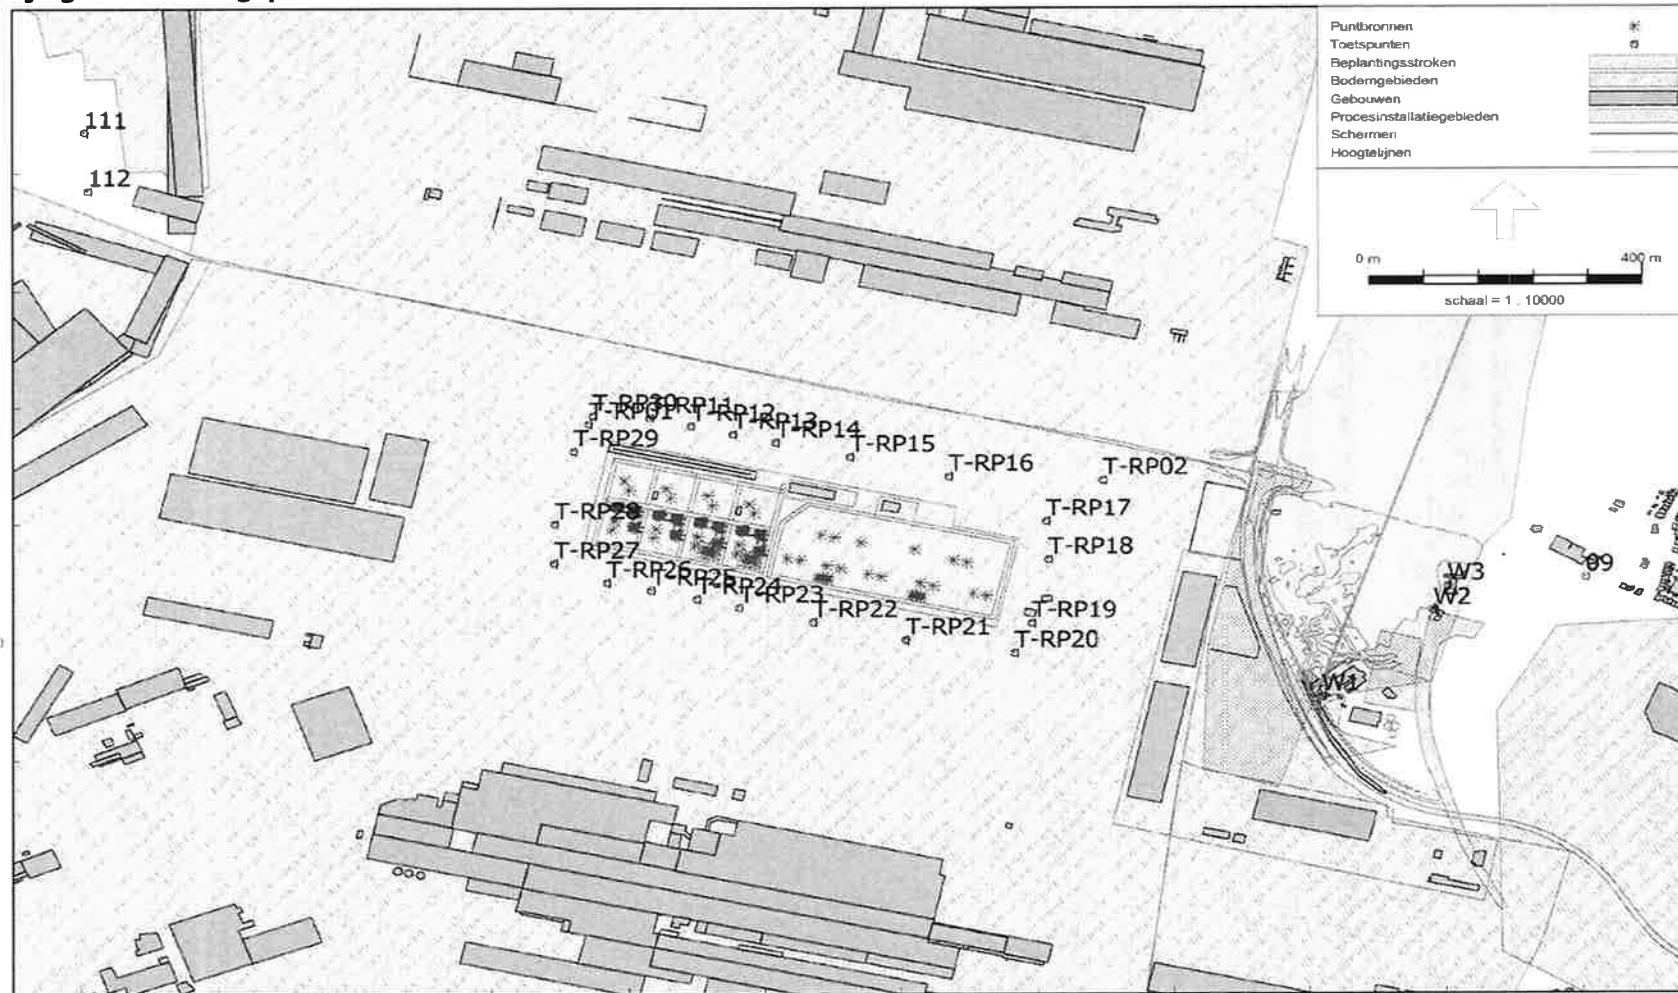 Puntbronnen
Toetspunten
Beplantingsstroken
Bodemgebieden
Gebouwen
Procesinstallatiegebieden
Schermen
Hoogtelijnen
0 m 400 m
schaal = 1 : 10000
111
112
T-RP30
T-RP01
T-RP11
T-RP12
T-RP13
T-RP14
T-RP29
T-RP15
T-RP16
T-RP02
T-RP28
T-RP17
T-RP27
T-RP18
T-RP26
T-RP25
T-RP24
T-RP23
T-RP22
T-RP21
T-RP19
T-RP20
W3
09
W2
W1